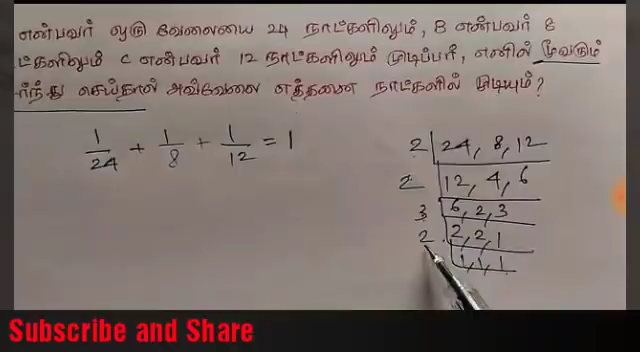 என்பவர் ஒரு வேலையை 24 நாட்களிலும், B என்பவர் 8
ட்களிலும் C என்பவர் 12 நாட்களிலும் முடிப்பர், எனில் மூவரும்
ர்ந்து செய்தால் அவ்வேலை எத்தனை நாட்களில் முடியும்?
1/24 + 1/8 + 1/12 = 1
2 | 24, 8, 12
2 | 12, 4, 6
3 | 6, 2, 3
2 | 2, 2, 1
1, 1, 1
Subscribe and Share